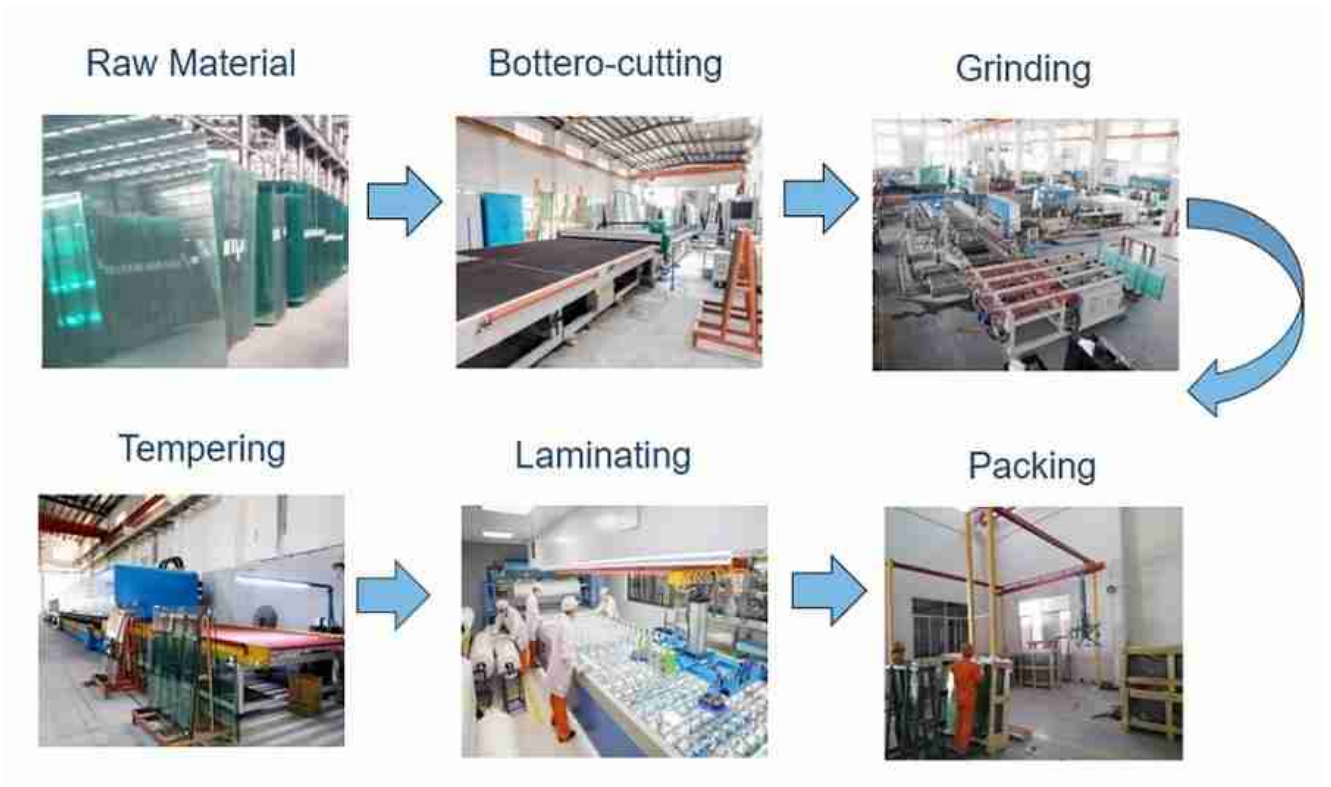 Raw Material
Bottero-cutting
Grinding
Tempering
Laminating
Packing